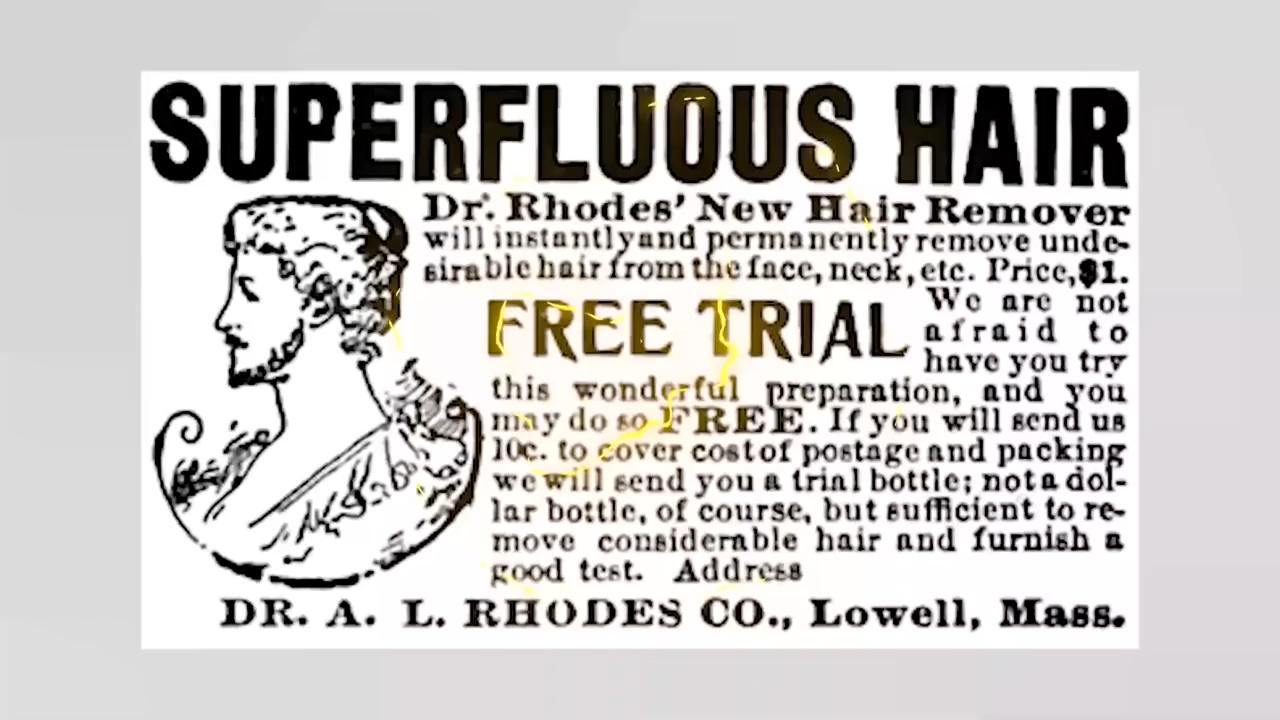 SUPERFLUOUS HAIR
Dr. Rhodes' New Hair Remover
will instantly and permanently remove unde-
sirable hair from the face, neck, etc. Price, $1.
FREE TRIAL
We are not
afraid to
have you try
this wonderful preparation, and you
may do so FREE. If you will send us
10c. to cover cost of postage and packing
we will send you a trial bottle; not a dol-
lar bottle, of course, but sufficient to re-
move considerable hair and furnish a
good test. Address
DR. A. L. RHODES CO., Lowell, Mass.